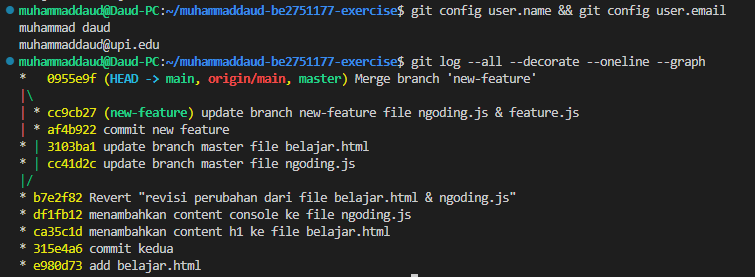 muhammaddaud@Daud-PC:~/muhammaddaud-be2751177-exercise$ git config user.name && git config user.email
muhammad daud
muhammaddaud@upi.edu
muhammaddaud@Daud-PC:~/muhammaddaud-be2751177-exercise$ git log --all --decorate --oneline --graph
*   0955e9f (HEAD -> main, origin/main, master) Merge branch 'new-feature'
|\
| * cc9cb27 (new-feature) update branch new-feature file ngoding.js & feature.js
| * af4b922 commit new feature
* | 3103ba1 update branch master file belajar.html
* | cc41d2c update branch master file ngoding.js
|/
* b7e2f82 Revert "revisi perubahan dari file belajar.html & ngoding.js"
* df1fb12 menambahkan content console ke file ngoding.js
* ca35c1d menambahkan content h1 ke file belajar.html
* 315e4a6 commit kedua
* e980d73 add belajar.html